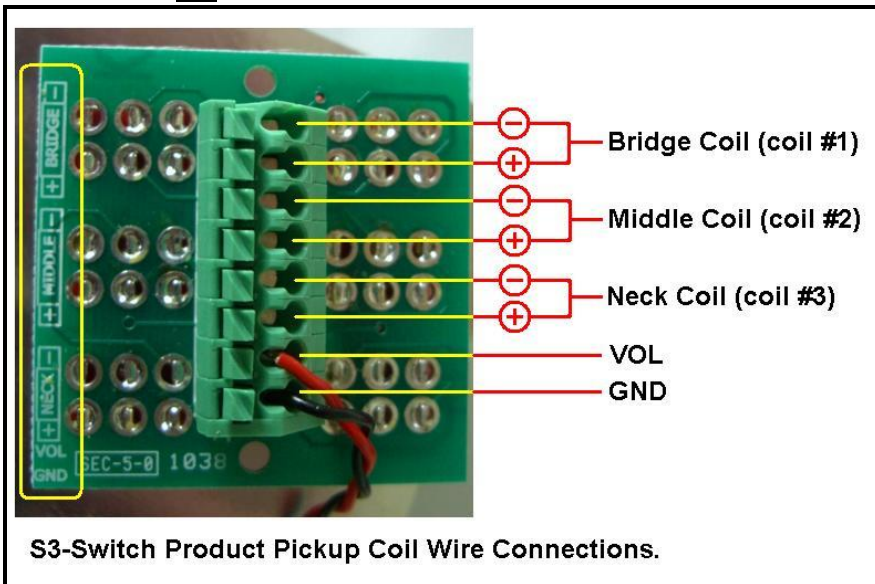 − BRIDGE +
− MIDDLE +
− NECK +
VOL
GND
SEC-5-0 1038
− Bridge Coil (coil #1)
+
− Middle Coil (coil #2)
+
− Neck Coil (coil #3)
+
VOL
GND
S3-Switch Product Pickup Coil Wire Connections.